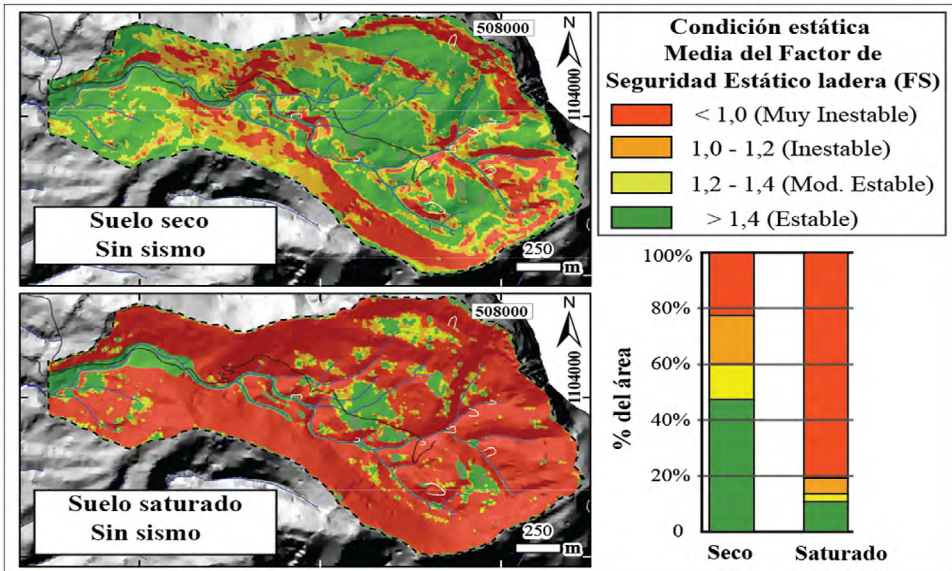 508000
N
1104000
Suelo seco
Sin sismo
250
m
508000
N
1104000
Suelo saturado
Sin sismo
250
m
Condición estática
Media del Factor de
Seguridad Estático ladera (FS)
< 1,0 (Muy Inestable)
1,0 - 1,2 (Inestable)
1,2 - 1,4 (Mod. Estable)
> 1,4 (Estable)
% del área
100%
80%
60%
40%
20%
0
Seco
Saturado